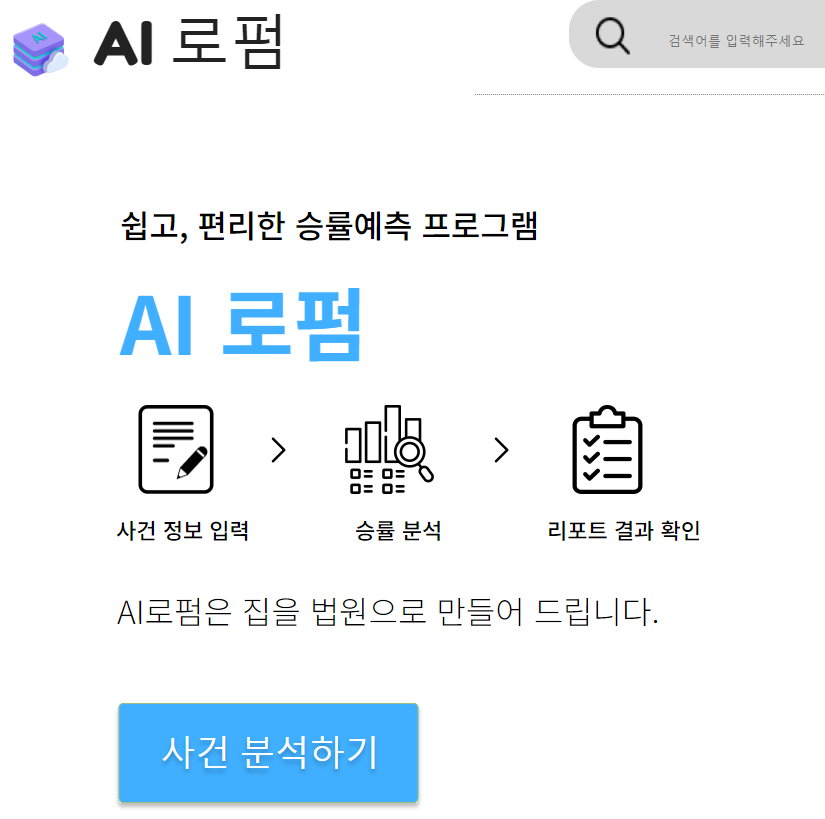 AI
AI 로펌
검색어를 입력해주세요
쉽고, 편리한 승률예측 프로그램
AI 로펌
사건 정보 입력
승률 분석
리포트 결과 확인
AI로펌은 집을 법원으로 만들어 드립니다.
사건 분석하기